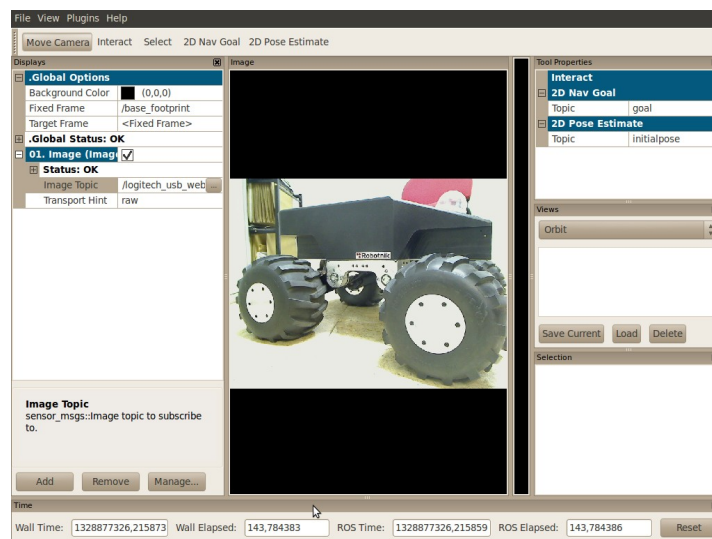 File View Plugins Help
Move Camera Interact Select 2D Nav Goal 2D Pose Estimate
Displays
.Global Options
Background Color (0,0,0)
Fixed Frame /base_footprint
Target Frame <Fixed Frame>
.Global Status: OK
01. Image (Imag
Status: OK
Image Topic /logitech_usb_web ...
Transport Hint raw
Image Topic
sensor_msgs::Image topic to subscribe
to.
Add Remove Manage...
Image
Robotnik
Tool Properties
Interact
2D Nav Goal
Topic goal
2D Pose Estimate
Topic initialpose
Views
Orbit
Save Current Load Delete
Selection
Time
Wall Time: 1328877326,215873 Wall Elapsed: 143,784383 ROS Time: 1328877326,215859 ROS Elapsed: 143,784386 Reset